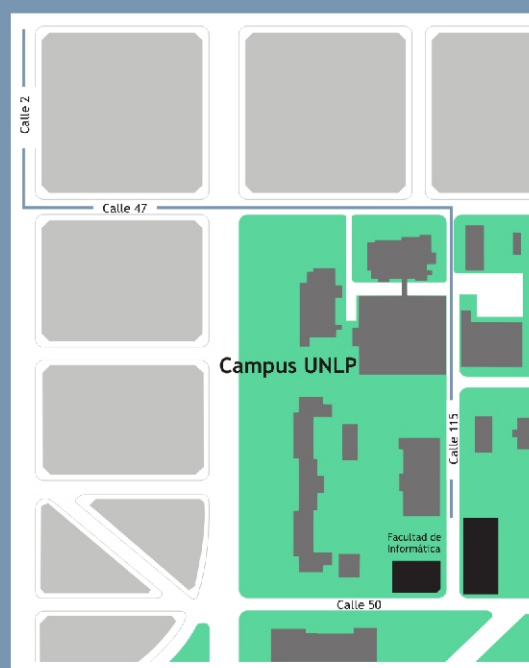 Calle 2
Calle 47
Campus UNLP
Calle 115
Facultad de
Informática
Calle 50